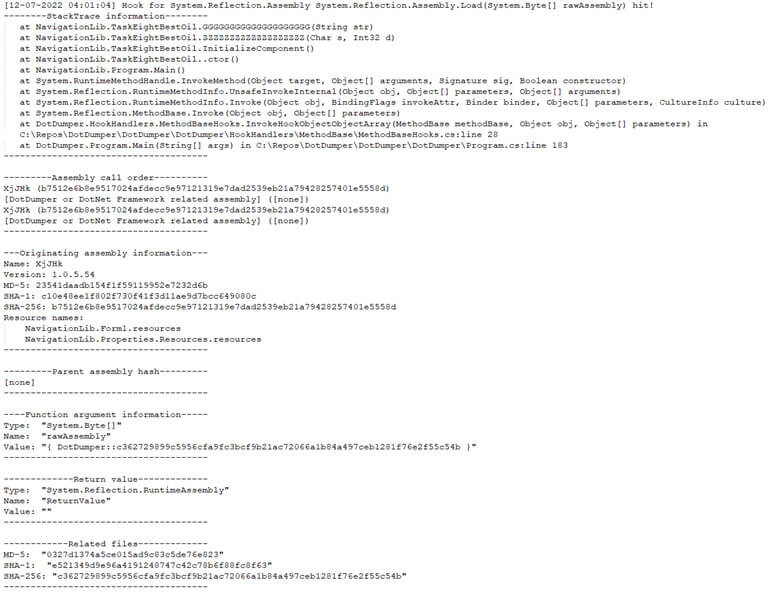 [12-07-2022 04:01:04] Hook for System.Reflection.Assembly System.Reflection.Assembly.Load(System.Byte[] rawAssembly) hit!
--------StackTrace information--------
at NavigationLib.TaskEightBestOil.GGGGGGGGGGGGGGGGGGGG(String str)
at NavigationLib.TaskEightBestOil.ZZZZZZZZZZZZZZZZZZZ(Char s, Int32 d)
at NavigationLib.TaskEightBestOil.InitializeComponent()
at NavigationLib.TaskEightBestOil..ctor()
at NavigationLib.Program.Main()
at System.RuntimeMethodHandle.InvokeMethod(Object target, Object[] arguments, Signature sig, Boolean constructor)
at System.Reflection.RuntimeMethodInfo.UnsafeInvokeInternal(Object obj, Object[] parameters, Object[] arguments)
at System.Reflection.RuntimeMethodInfo.Invoke(Object obj, BindingFlags invokeAttr, Binder binder, Object[] parameters, CultureInfo culture)
at System.Reflection.MethodBase.Invoke(Object obj, Object[] parameters)
at DotDumper.HookHandlers.MethodBaseHooks.InvokeHookObjectObjectArray(MethodBase methodBase, Object obj, Object[] parameters) in
C:\Repos\DotDumper\DotDumper\DotDumper\HookHandlers\MethodBase\MethodBaseHooks.cs:line 28
at DotDumper.Program.Main(String[] args) in C:\Repos\DotDumper\DotDumper\DotDumper\Program.cs:line 183
--------------------------------------
---------Assembly call order----------
XjJHk (b7512e6b8e9517024afdecc9e97121319e7dad2539eb21a79428257401e5558d)
[DotDumper or DotNet Framework related assembly] ([none])
XjJHk (b7512e6b8e9517024afdecc9e97121319e7dad2539eb21a79428257401e5558d)
[DotDumper or DotNet Framework related assembly] ([none])
--------------------------------------
---Originating assembly information---
Name: XjJHk
Version: 1.0.5.54
MD-5: 23541daadb154f1f59119952e7232d6b
SHA-1: c10e48ee1f802f730f41f3d11ae9d7bcc649080c
SHA-256: b7512e6b8e9517024afdecc9e97121319e7dad2539eb21a79428257401e5558d
Resource names:
NavigationLib.Form1.resources
NavigationLib.Properties.Resources.resources
--------------------------------------
---------Parent assembly hash---------
[none]
--------------------------------------
----Function argument information-----
Type: "System.Byte[]"
Name: "rawAssembly"
Value: "{ DotDumper::c362729899c5956cfa9fc3bcf9b21ac72066a1b84a497ceb1281f76e2f55c54b }"
--------------------------------------
-------------Return value-------------
Type: "System.Reflection.RuntimeAssembly"
Name: "ReturnValue"
Value: ""
--------------------------------------
------------Related files-------------
MD-5: "0327d1374a5ce015ad9c83c5de76e823"
SHA-1: "e521349d9e96a4191248747c42c78b6f88fc8f63"
SHA-256: "c362729899c5956cfa9fc3bcf9b21ac72066a1b84a497ceb1281f76e2f55c54b"
--------------------------------------